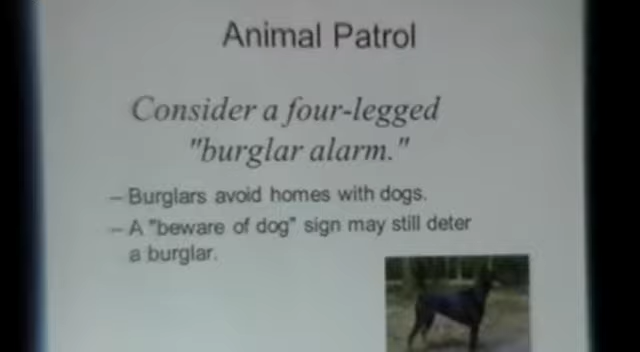 Animal Patrol
Consider a four-legged
"burglar alarm."
– Burglars avoid homes with dogs.
– A "beware of dog" sign may still deter
a burglar.